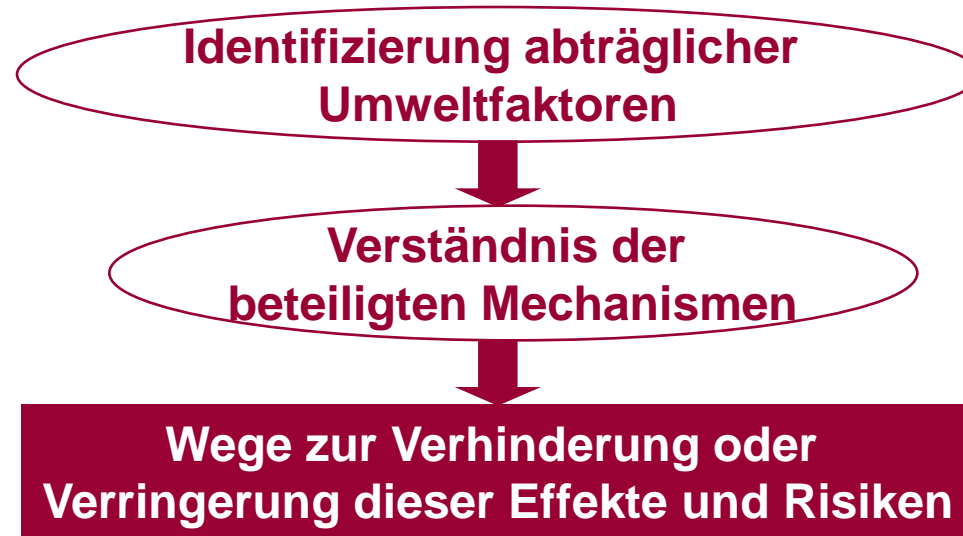 Identifizierung abträglicher
Umweltfaktoren
Verständnis der
beteiligten Mechanismen
Wege zur Verhinderung oder
Verringerung dieser Effekte und Risiken